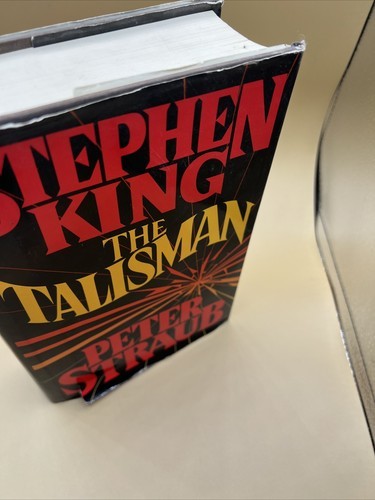 STEPHEN
KING
THE
TALISMAN
PETER
STRAUB